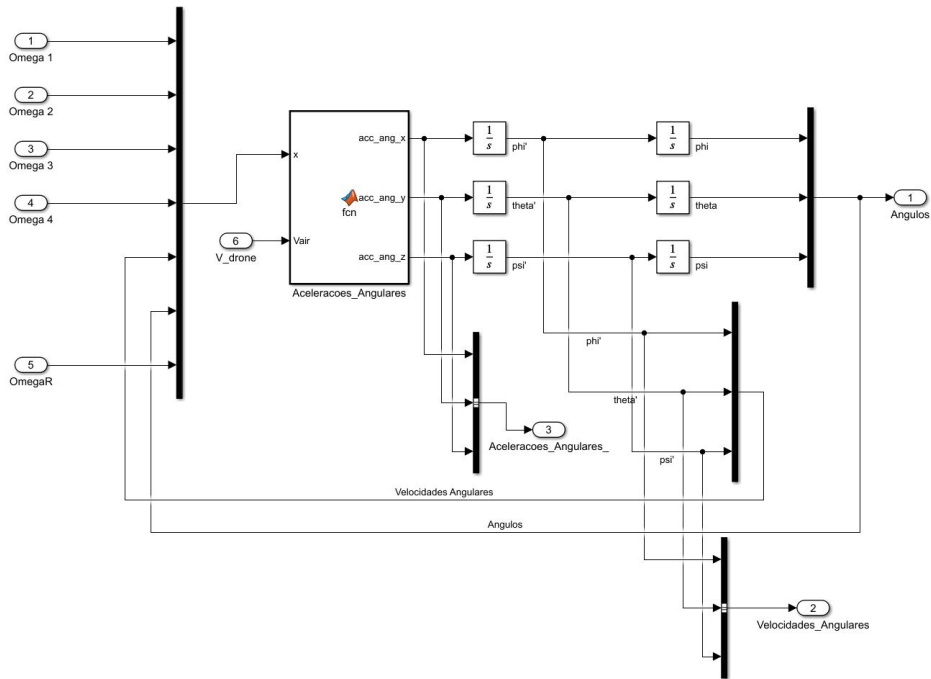 1
Omega 1
2
Omega 2
3
Omega 3
4
Omega 4
5
OmegaR
6
V_drone
x
Vair
fcn
acc_ang_x
acc_ang_y
acc_ang_z
Aceleracoes_Angulares
1
s
phi'
1
s
phi
1
s
theta'
1
s
theta
1
s
psi'
1
s
psi
1
Angulos
phi'
theta'
psi'
3
Aceleracoes_Angulares_
Velocidades Angulares
Angulos
2
Velocidades_Angulares